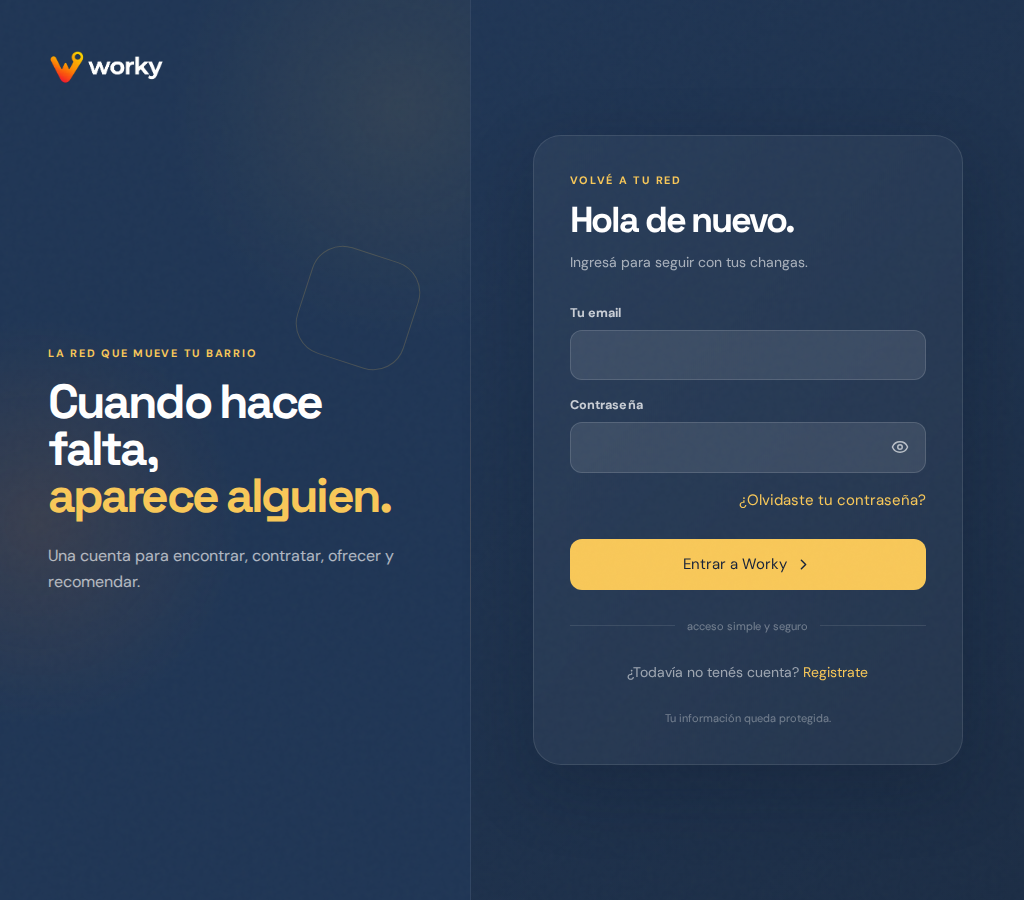 worky
LA RED QUE MUEVE TU BARRIO
Cuando hace
falta,
aparece alguien.
Una cuenta para encontrar, contratar, ofrecer y
recomendar.
VOLVÉ A TU RED
Hola de nuevo.
Ingresá para seguir con tus changas.
Tu email
Contraseña
¿Olvidaste tu contraseña?
Entrar a Worky
acceso simple y seguro
¿Todavía no tenés cuenta? Registrate
Tu información queda protegida.